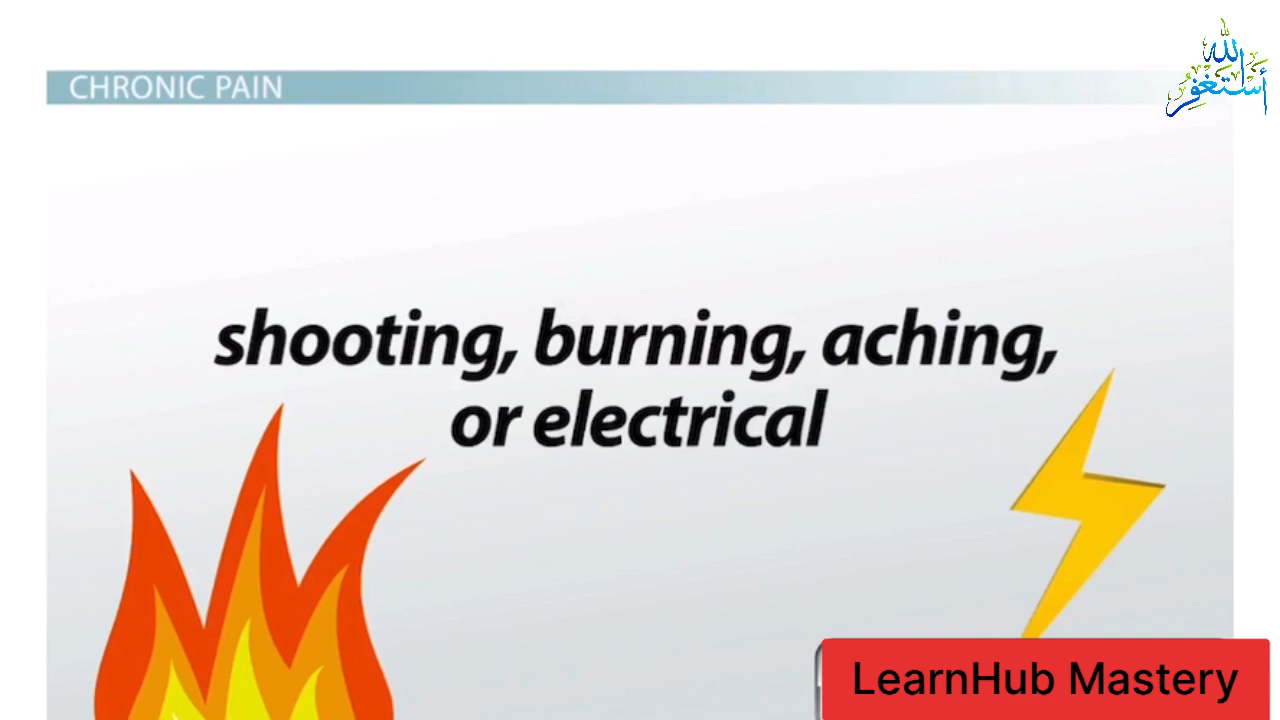 CHRONIC PAIN
أستغفر الله
shooting, burning, aching,
or electrical
LearnHub Mastery